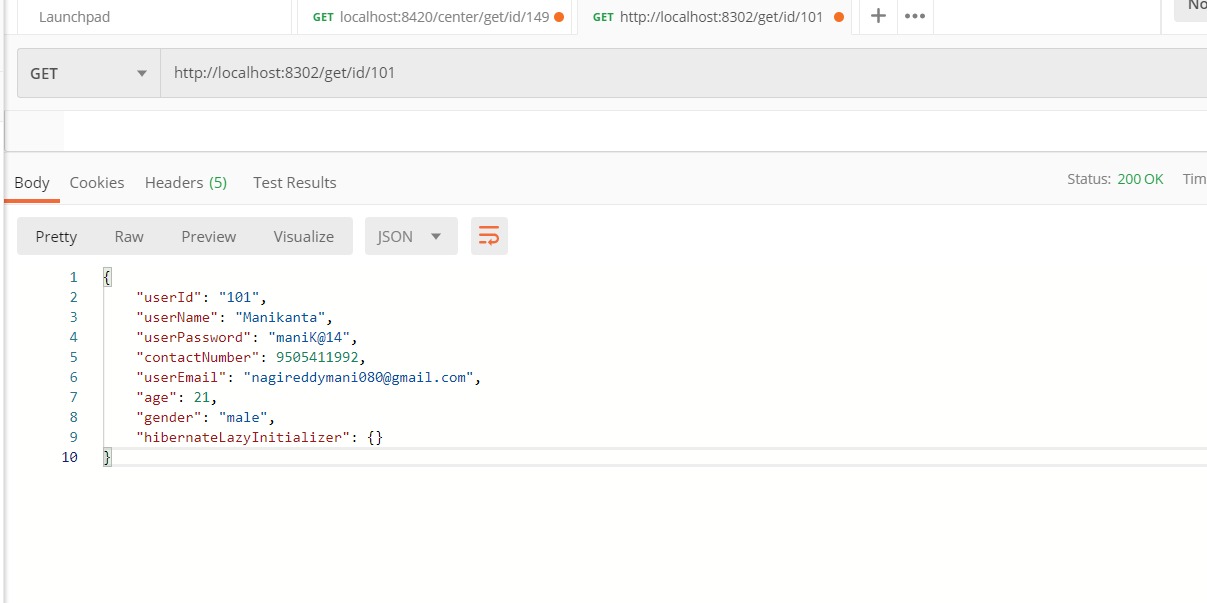 Launchpad
GET localhost:8420/center/get/id/149
GET http://localhost:8302/get/id/101
No
GET http://localhost:8302/get/id/101
Body Cookies Headers (5) Test Results Status: 200 OK Tim
Pretty Raw Preview Visualize JSON
1 {
2 "userId": "101",
3 "userName": "Manikanta",
4 "userPassword": "maniK@14",
5 "contactNumber": 9505411992,
6 "userEmail": "nagireddymani080@gmail.com",
7 "age": 21,
8 "gender": "male",
9 "hibernateLazyInitializer": {}
10 }